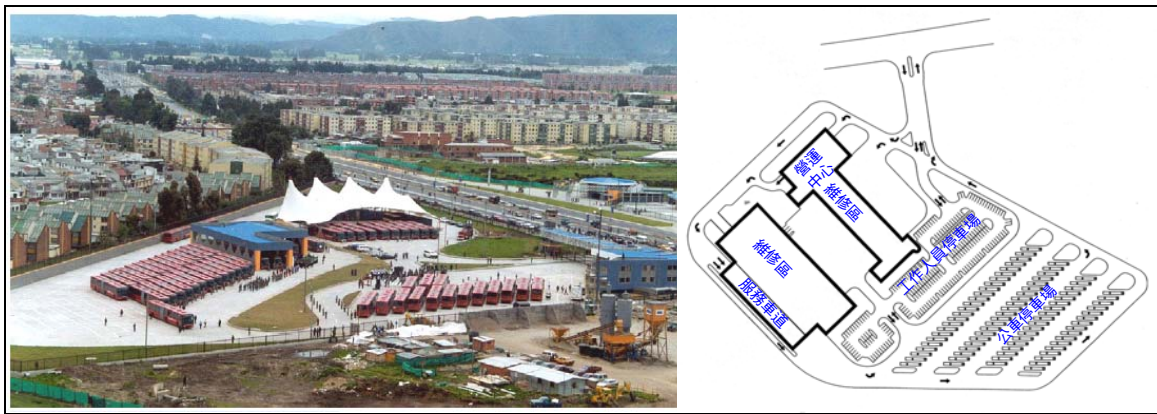 營運
中心
維修區
維修區
服務車道
工作人員停車場
公車停車場